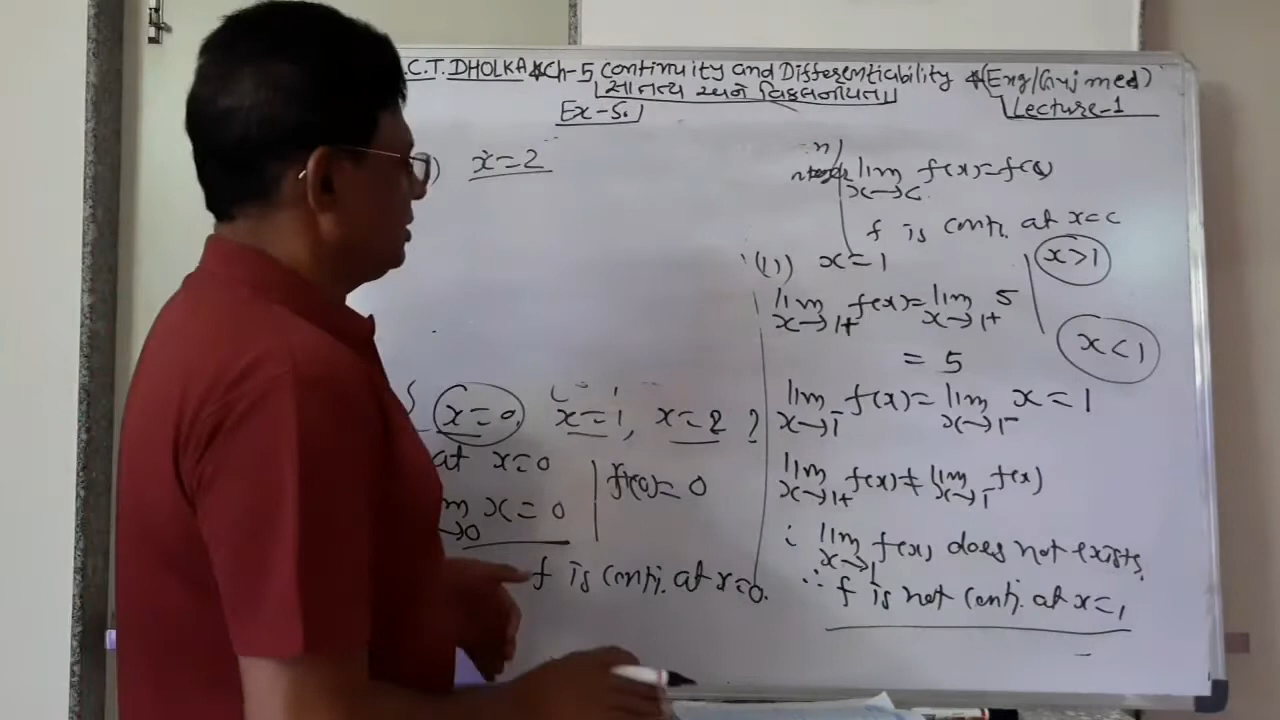 .C.T. DHOLKA * Ch-5 Continuity and Differentiability * (Eng/Guj med)
સાતત્ય અને વિકલનીયતા
Lecture-1
Ex-5.1
) x=2
x=0, x=1, x=2 ?
at x=0
x=0
→0
f(0)=0
f is conti. at x=0.
lim f(x)=f(c)
x→c
f is conti. at x=c
(ii) x=1
x>1
lim f(x)=lim 5
x→1+ x→1+
= 5
x<1
lim f(x)=lim x=1
x→1- x→1-
lim f(x)≠lim f(x)
x→1+ x→1-
∴ lim f(x) does not exists.
x→1
∴ f is not conti. at x=1